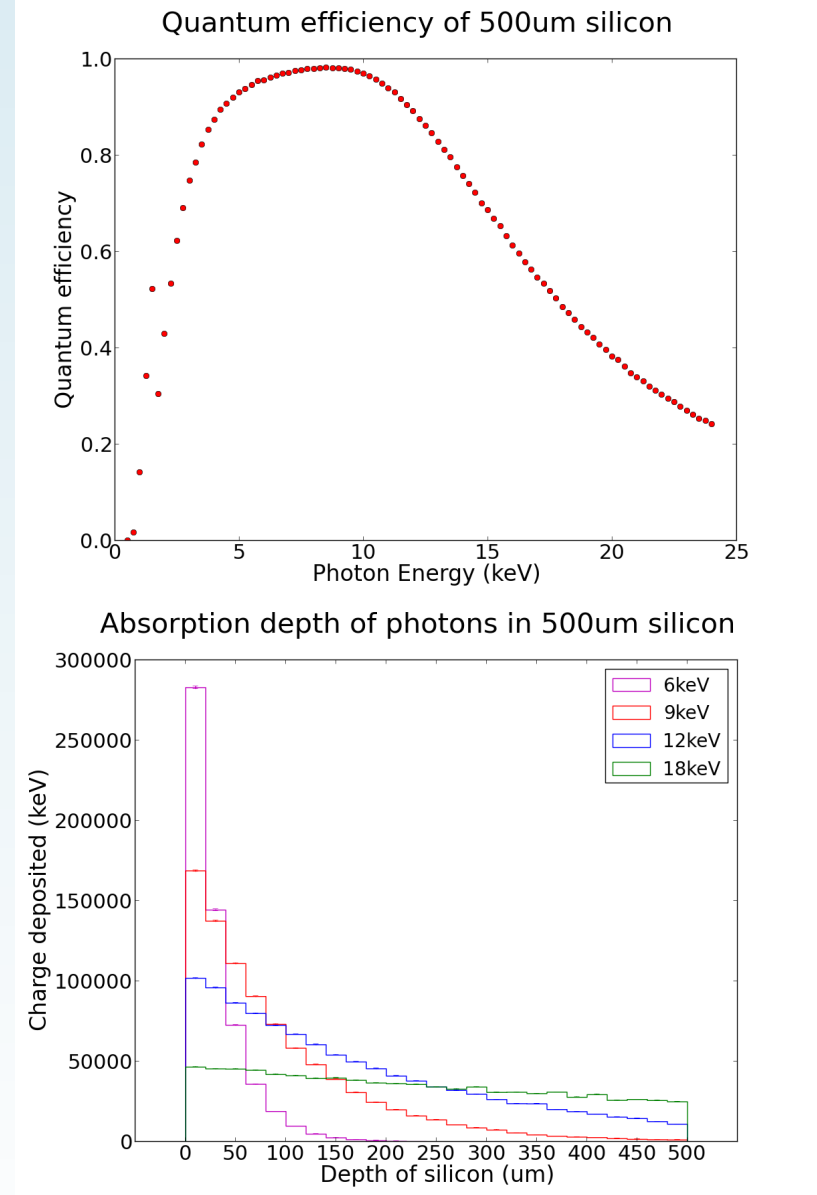 Quantum efficiency of 500um silicon
1.0
0.8
0.6
0.4
0.2
0.0
Quantum efficiency
0 5 10 15 20 25
Photon Energy (keV)
Absorption depth of photons in 500um silicon
300000
250000
200000
150000
100000
50000
0
Charge deposited (keV)
6keV
9keV
12keV
18keV
0 50 100 150 200 250 300 350 400 450 500
Depth of silicon (um)